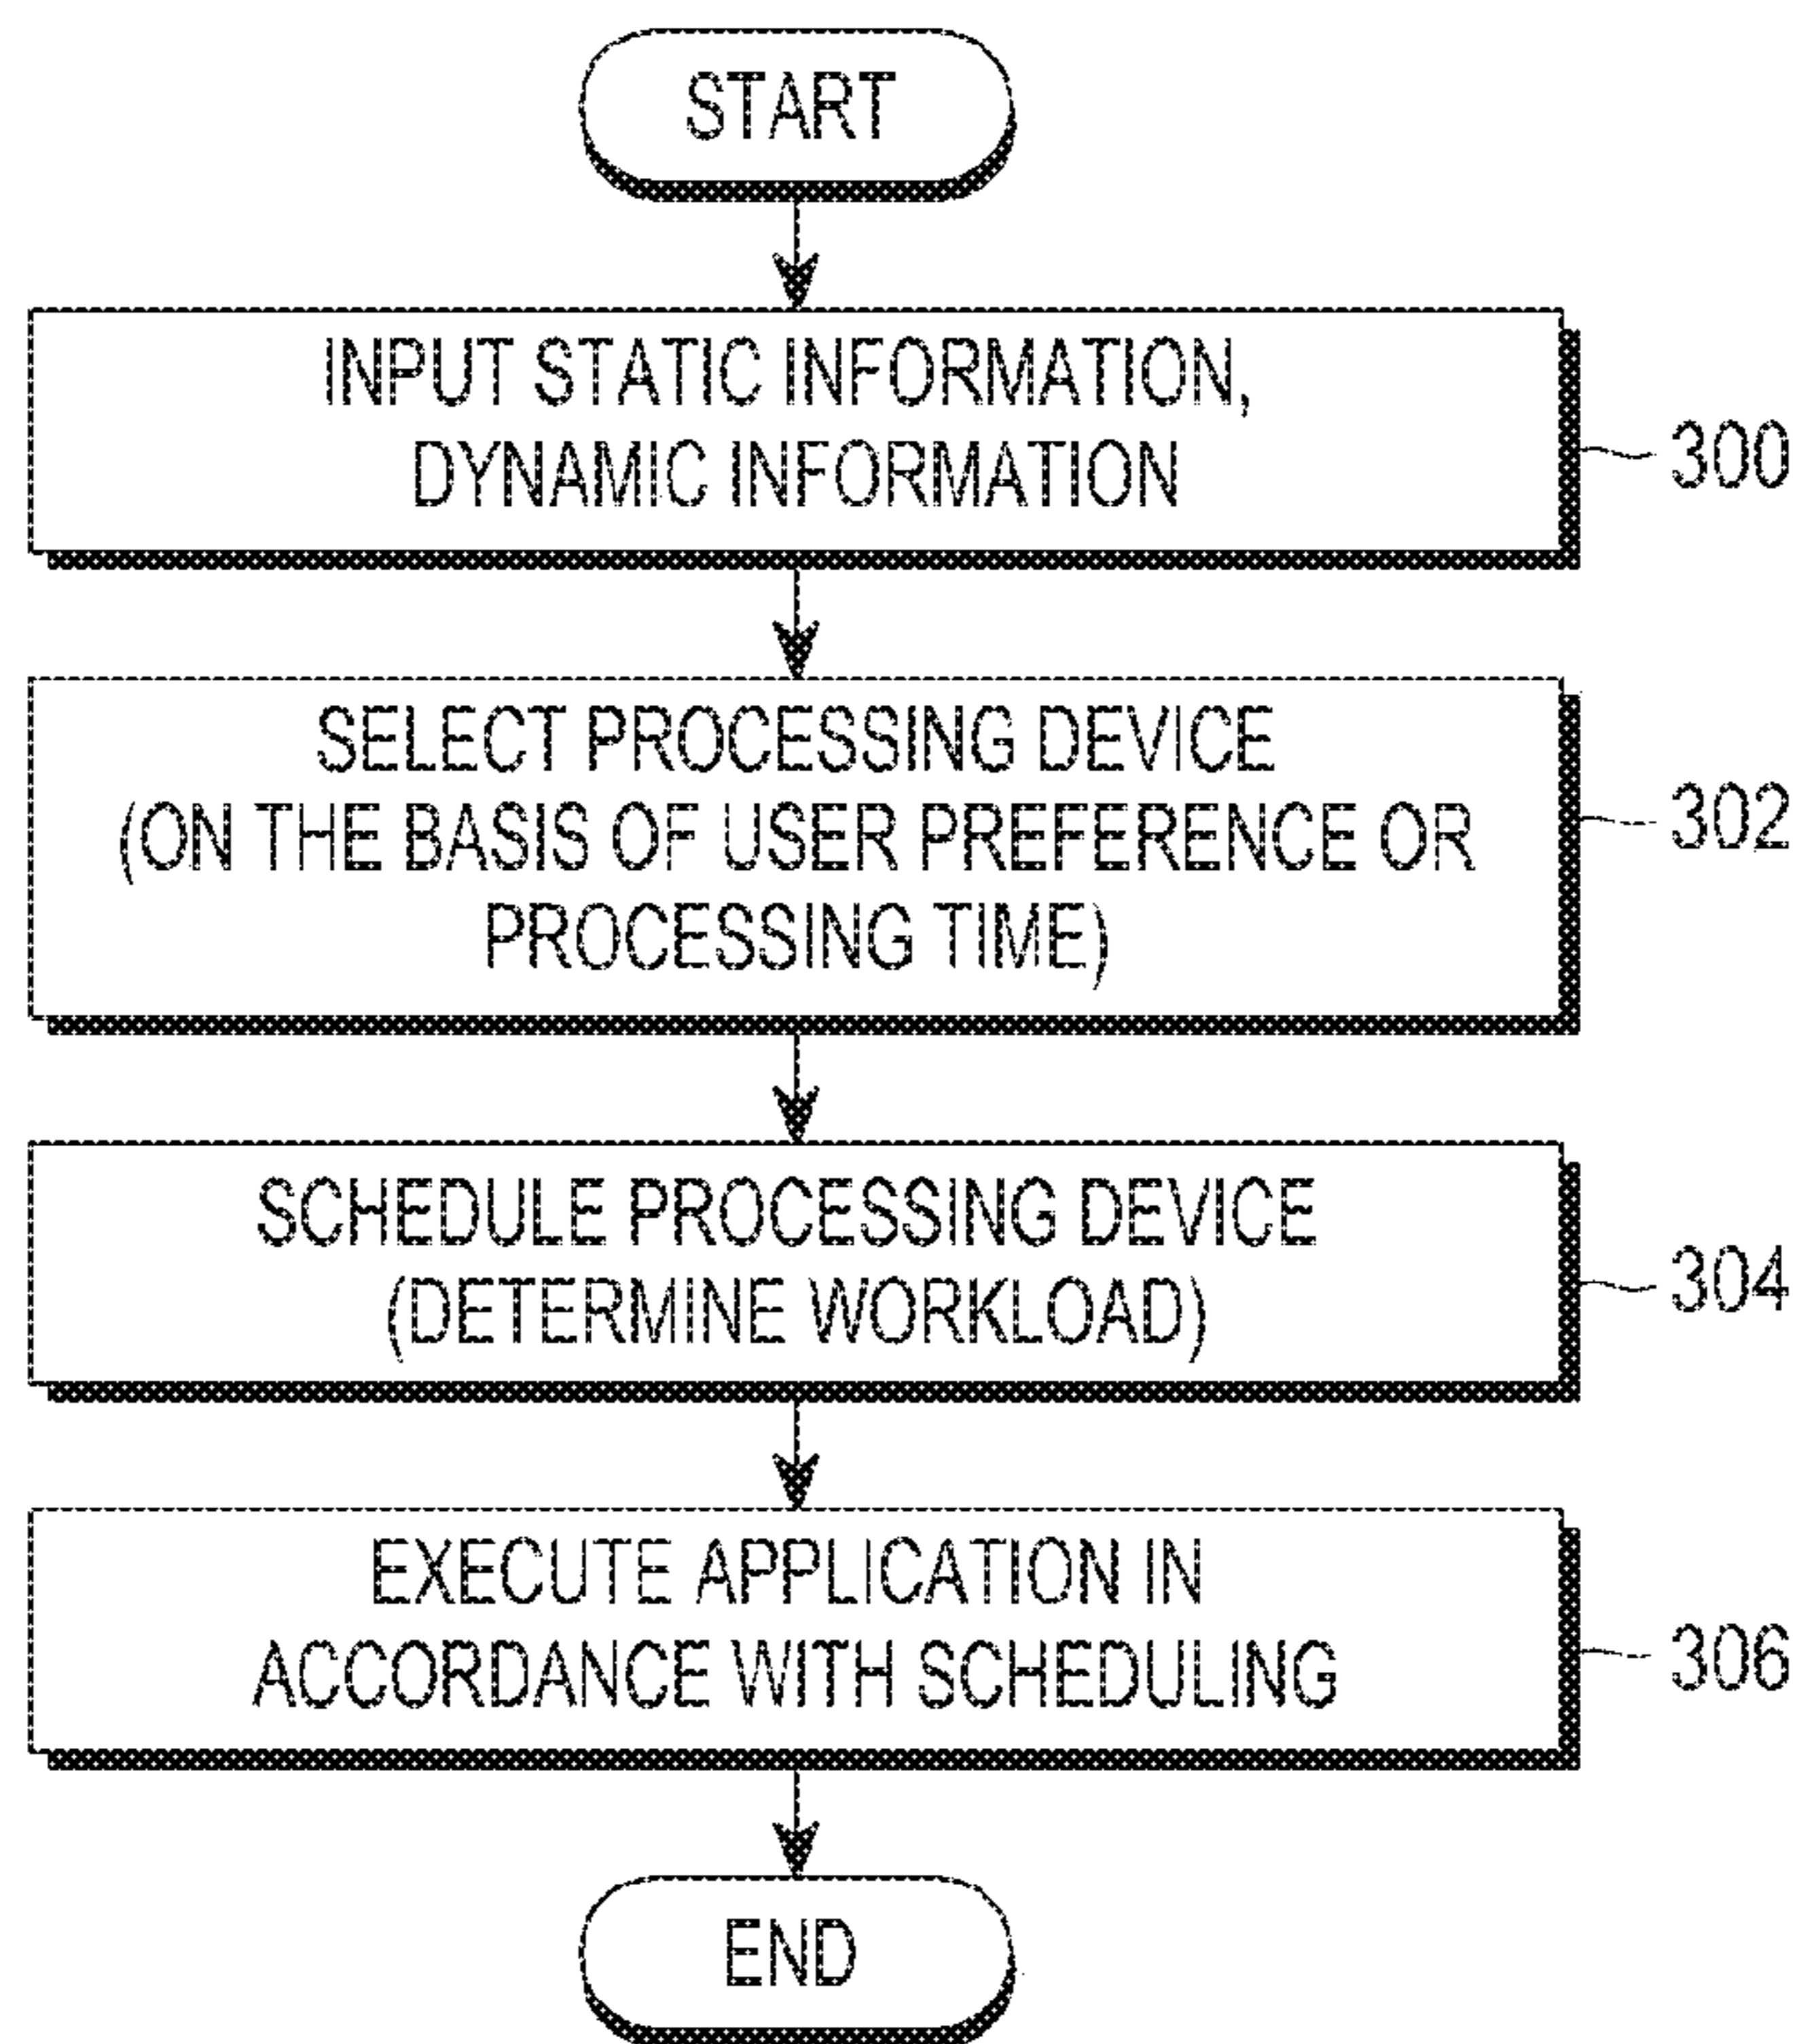 START
INPUT STATIC INFORMATION,
DYNAMIC INFORMATION
300
SELECT PROCESSING DEVICE
(ON THE BASIS OF USER PREFERENCE OR
PROCESSING TIME)
302
SCHEDULE PROCESSING DEVICE
(DETERMINE WORKLOAD)
304
EXECUTE APPLICATION IN
ACCORDANCE WITH SCHEDULING
306
END